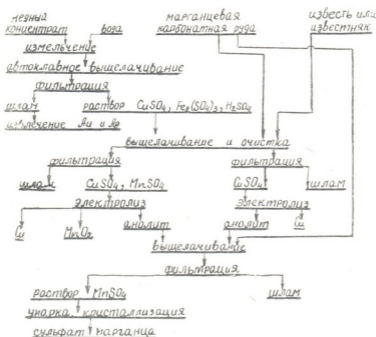 медный концентрат
вода
марганцевая карбонатная руда
известь или известняк
измельчение
автоклавное выщелачивание
фильтрация
шлам
раствор CuSO₄, Fe₂(SO₄)₃, H₂SO₄
извлечение Au и Ag
выщелачивание и очистка
фильтрация
фильтрация
шлам
CuSO₄, MnSO₄
CuSO₄
шлам
электролиз
электролиз
Cu
MnO₂
анолит
анолит
Cu
выщелачивание
фильтрация
раствор MnSO₄
шлам
упарка, кристаллизация
сульфат марганца